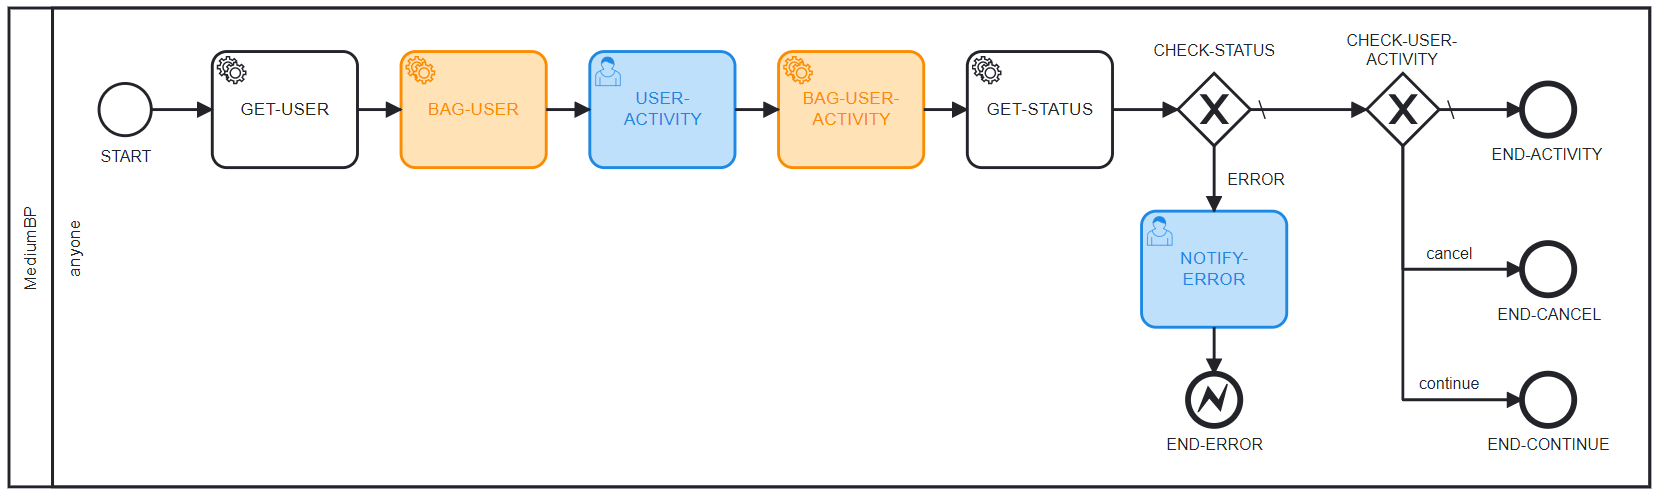 MediumBP
anyone
START
GET-USER
BAG-USER
USER-
ACTIVITY
BAG-USER-
ACTIVITY
GET-STATUS
CHECK-STATUS
CHECK-USER-
ACTIVITY
END-ACTIVITY
ERROR
NOTIFY-
ERROR
END-ERROR
cancel
END-CANCEL
continue
END-CONTINUE